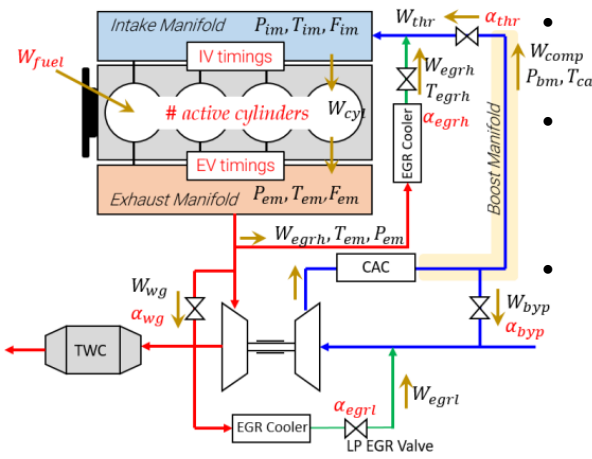 Intake Manifold P_im, T_im, F_im
W_thr α_thr
W_fuel
IV timings
# active cylinders
W_cyl
EV timings
Exhaust Manifold P_em, T_em, F_em
W_egrh
T_egrh
α_egrh
EGR Cooler
W_comp
P_bm, T_ca
Boost Manifold
W_egrh, T_em, P_em
CAC
W_wg
α_wg
W_byp
α_byp
TWC
EGR Cooler
α_egrl
LP EGR Valve
W_egrl